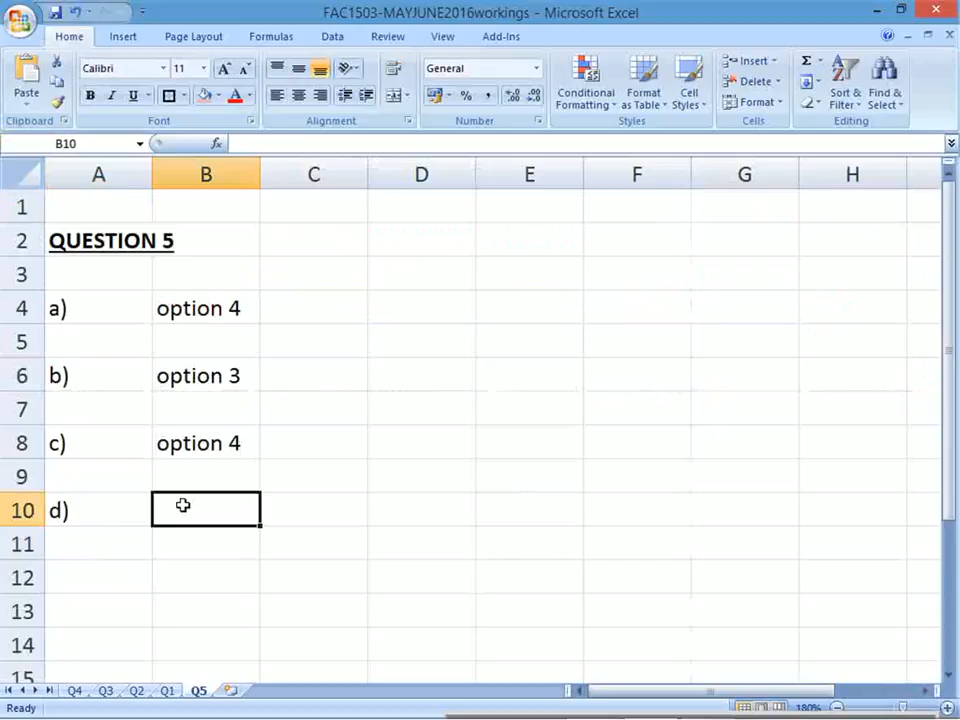 FAC1503-MAYJUNE2016workings - Microsoft Excel
Home Insert Page Layout Formulas Data Review View Add-Ins
Paste
Calibri 11
B I U
General
Conditional Formatting
Format as Table
Cell Styles
Insert
Delete
Format
Sort & Filter
Find & Select
Clipboard Font Alignment Number Styles Cells Editing
B10 fx
A B C D E F G H
1
2 QUESTION 5
3
4 a) option 4
5
6 b) option 3
7
8 c) option 4
9
10 d)
11
12
13
14
15
Q4 Q3 Q2 Q1 Q5
Ready 180%